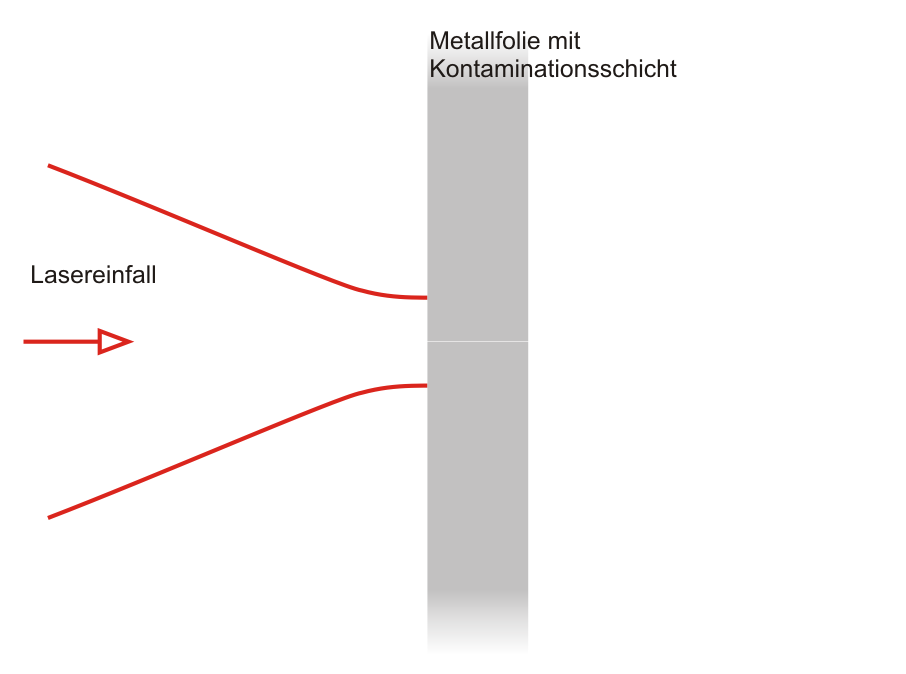 Metallfolie mit
Kontaminationsschicht
Lasereinfall